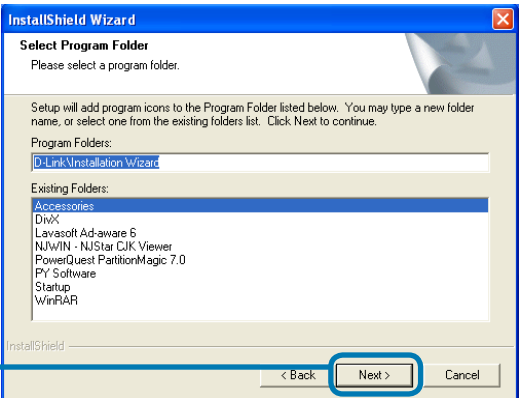 InstallShield Wizard
Select Program Folder
Please select a program folder.
Setup will add program icons to the Program Folder listed below. You may type a new folder
name, or select one from the existing folders list. Click Next to continue.
Program Folders:
D-Link\Installation Wizard
Existing Folders:
Accessories
DivX
Lavasoft Ad-aware 6
NJWIN - NJStar CJK Viewer
PowerQuest PartitionMagic 7.0
PY Software
Startup
WinRAR
InstallShield
< Back Next > Cancel